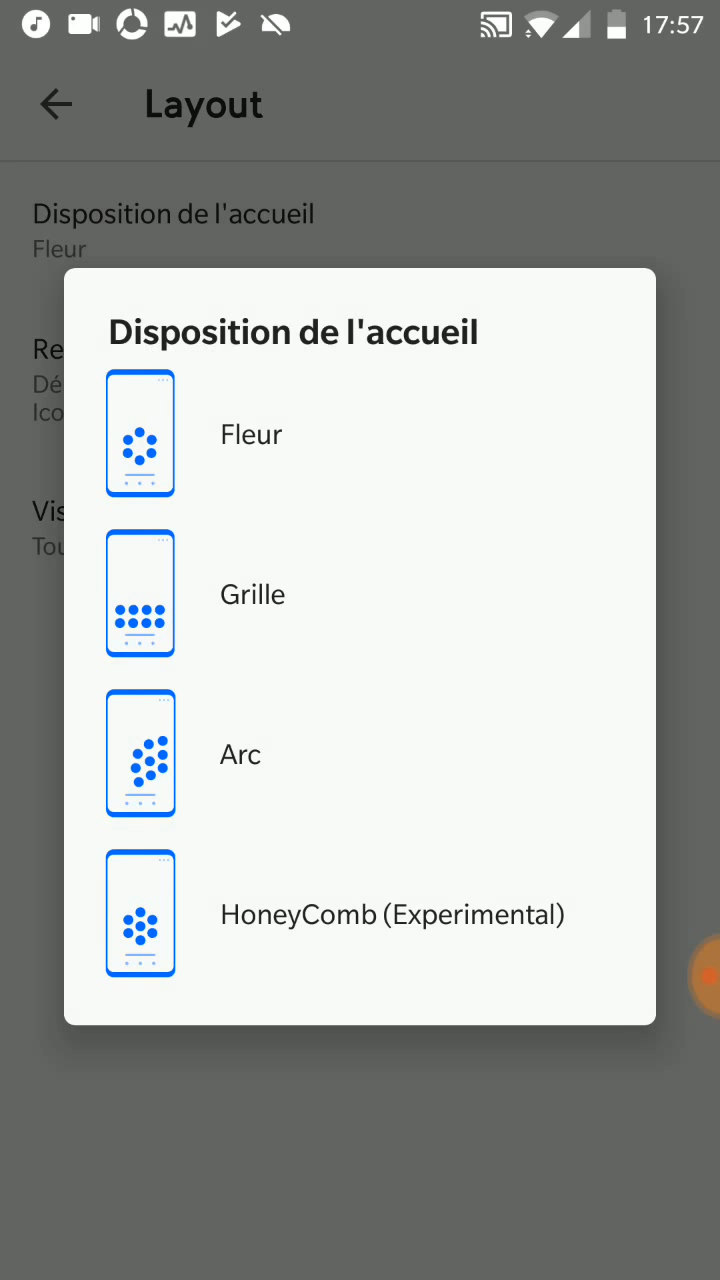 17:57
Layout
Disposition de l'accueil
Fleur
Disposition de l'accueil
Fleur
Grille
Arc
HoneyComb (Experimental)